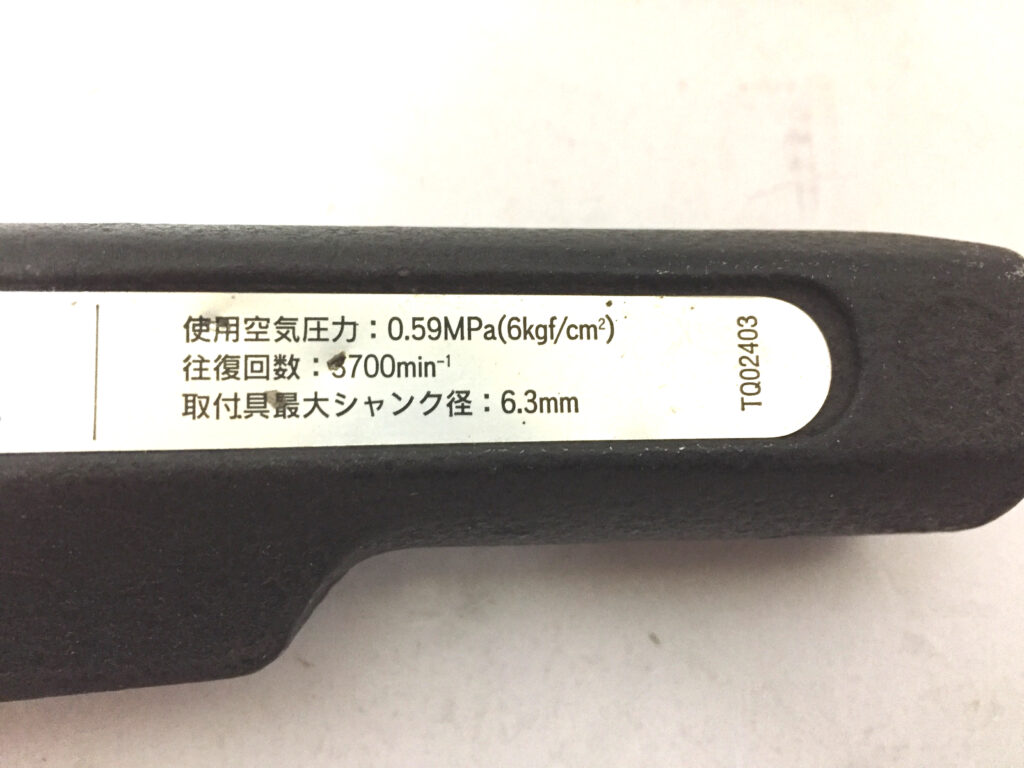 使用空気圧力：0.59MPa(6kgf/cm²)
往復回数：3700min⁻¹
取付具最大シャンク径：6.3mm
TQ02403